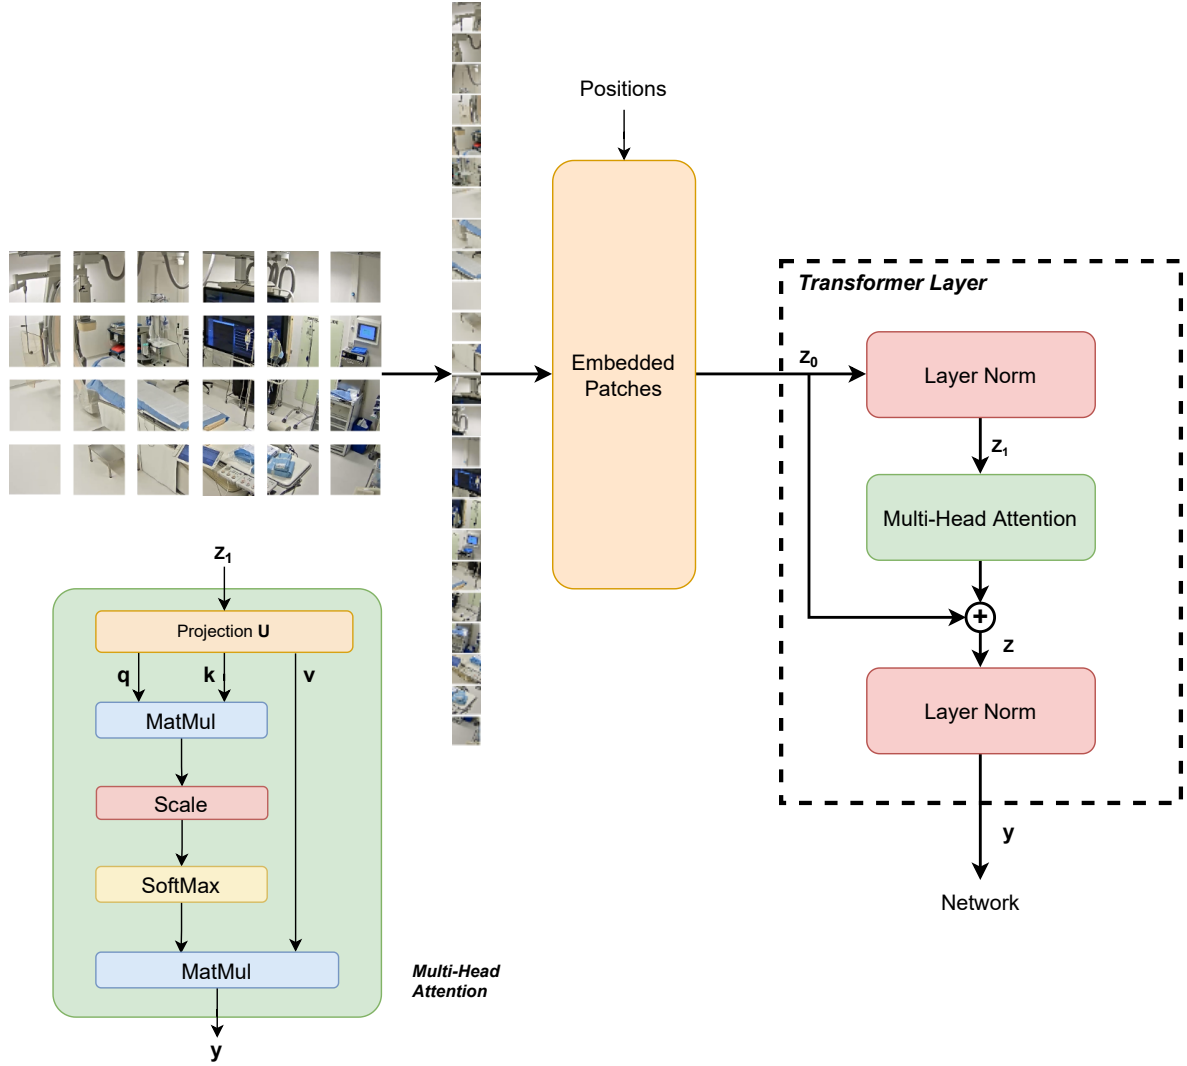 Positions
Embedded
Patches
Transformer Layer
z₀
Layer Norm
z₁
Multi-Head Attention
+
z
Layer Norm
y
Network
z₁
Projection U
q
k
v
MatMul
Scale
SoftMax
MatMul
y
Multi-Head
Attention